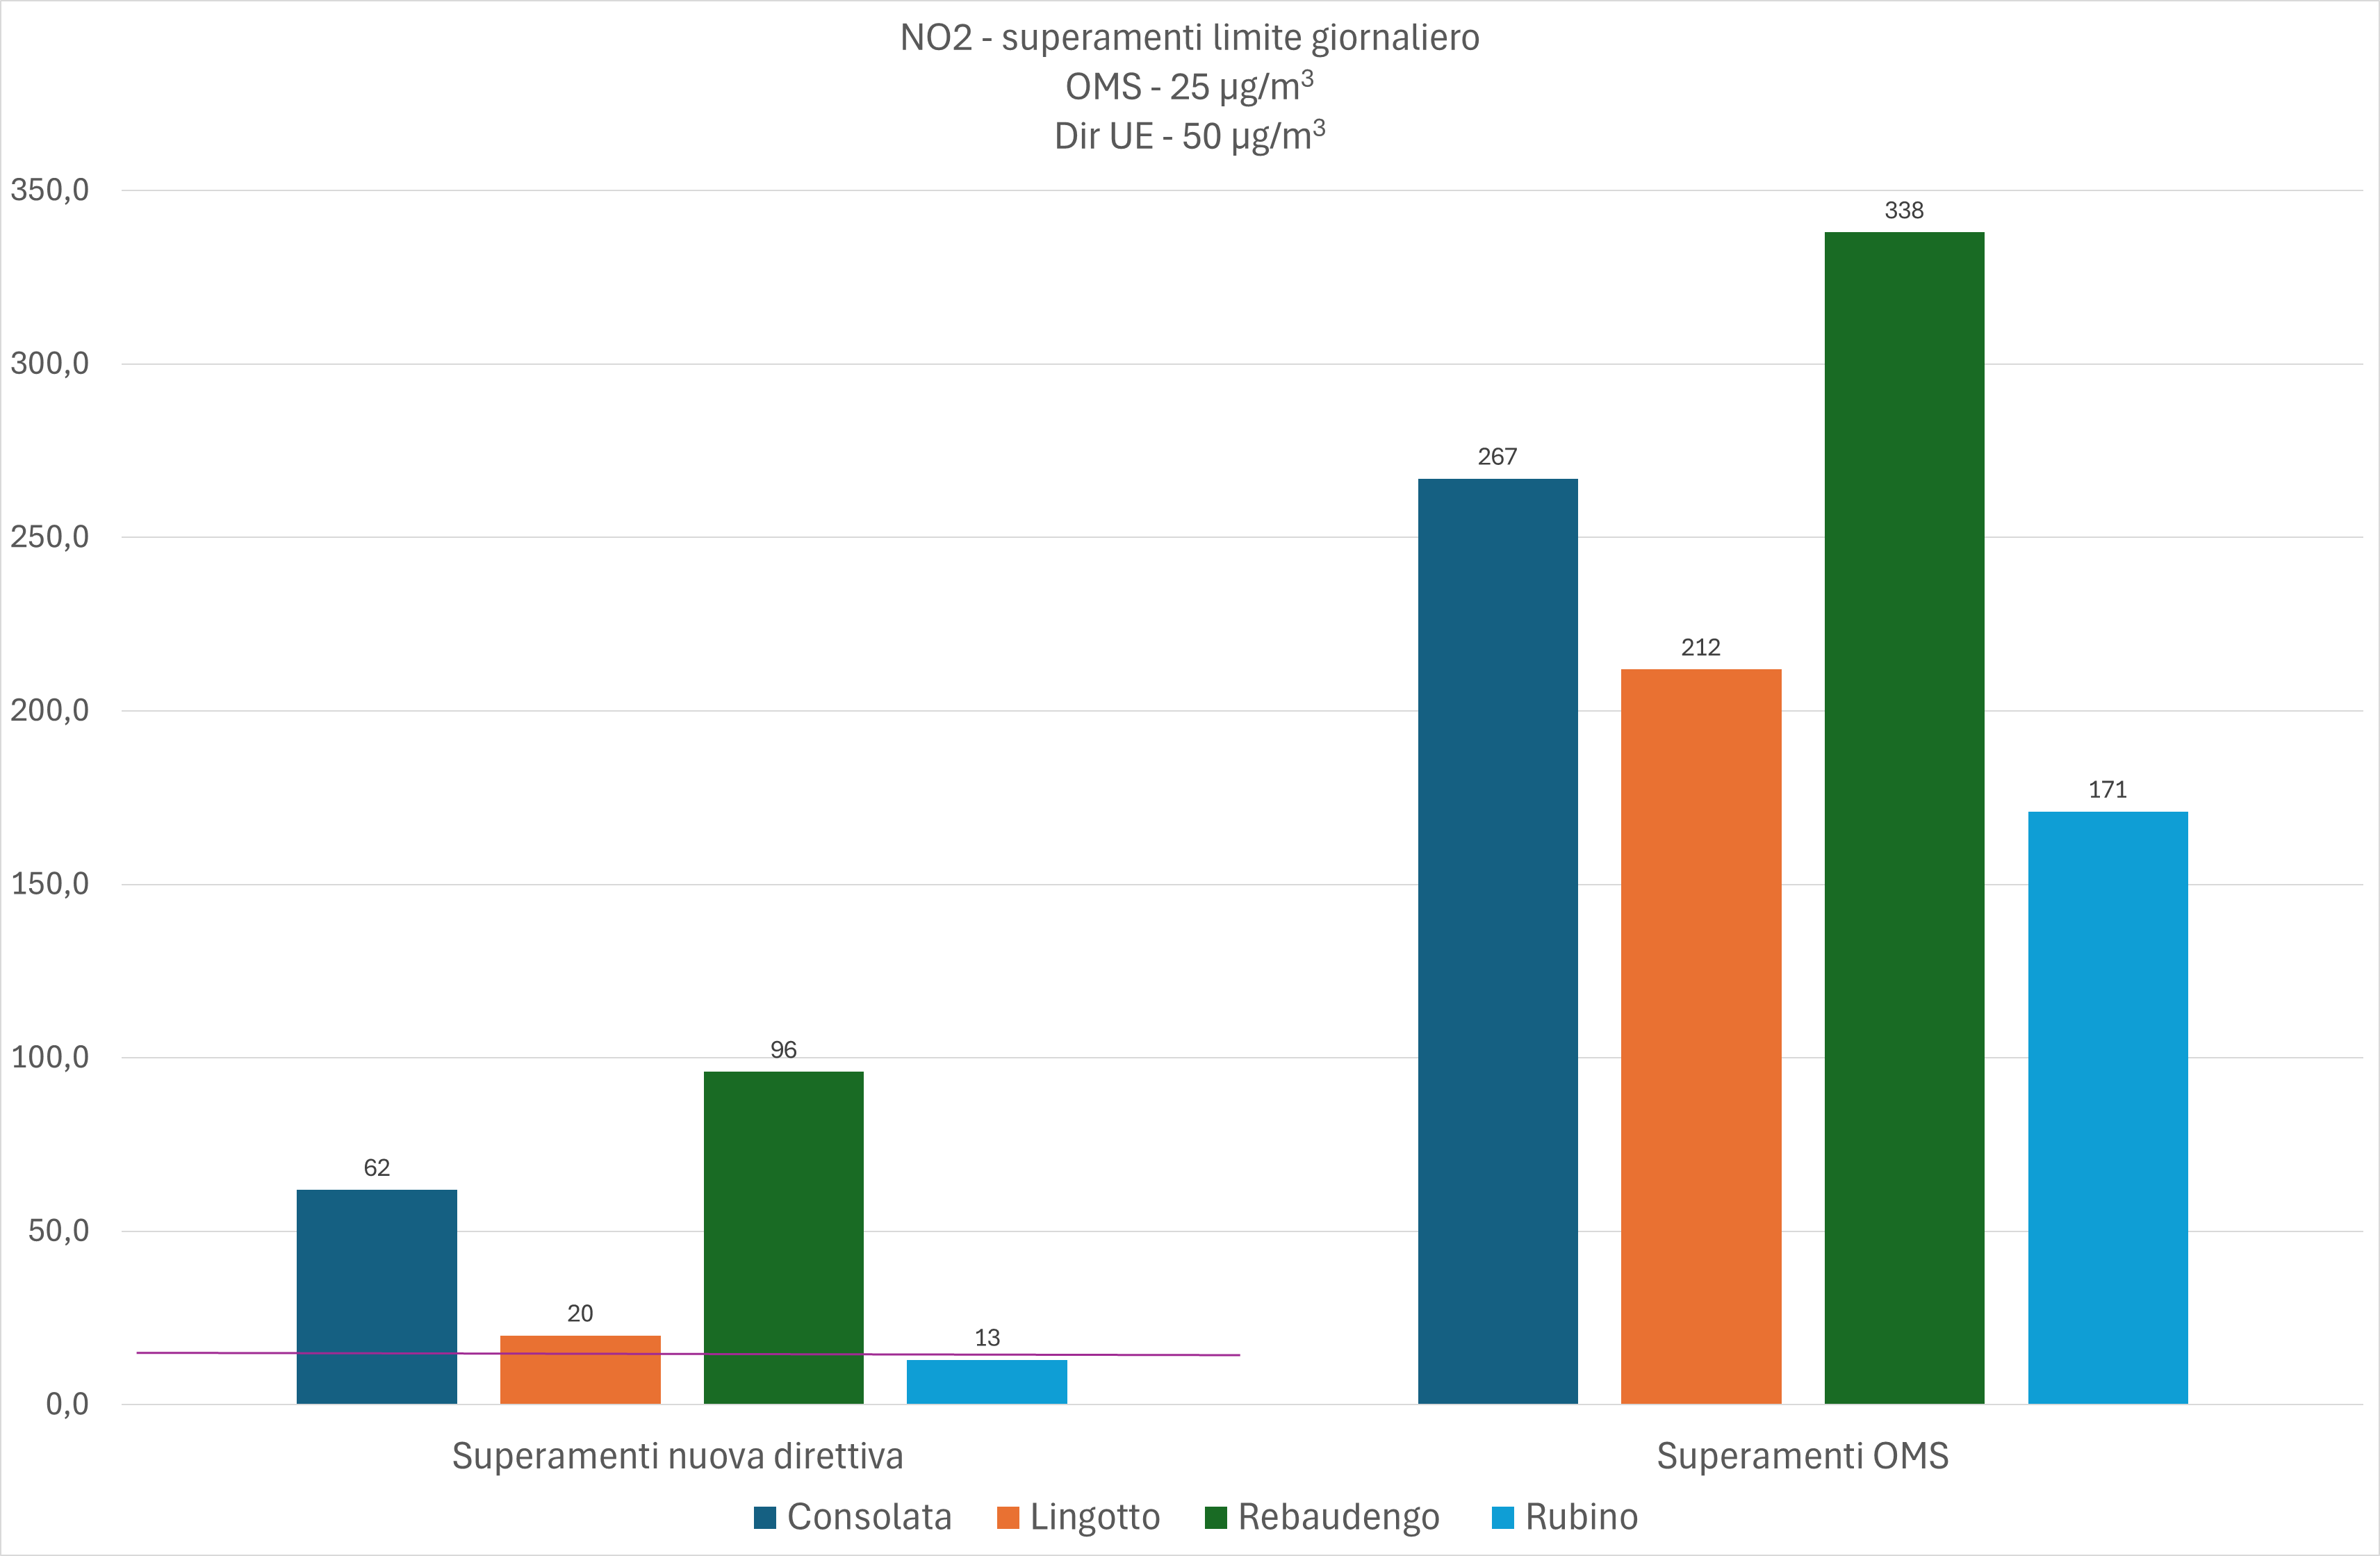 NO2 - superamenti limite giornaliero
OMS - 25 µg/m³
Dir UE - 50 µg/m³
350,0
300,0
250,0
200,0
150,0
100,0
50,0
0,0
62
20
96
13
267
212
338
171
Superamenti nuova direttiva
Superamenti OMS
Consolata
Lingotto
Rebaudengo
Rubino